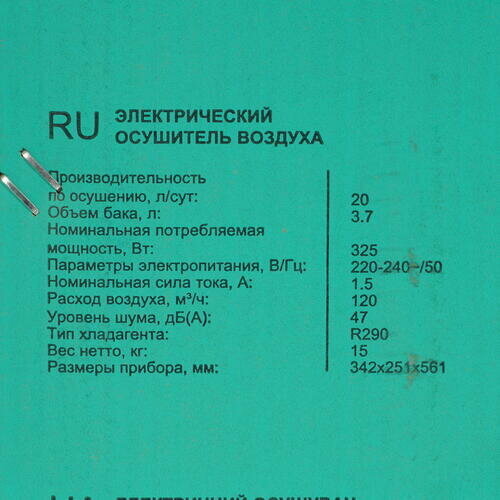 RU ЭЛЕКТРИЧЕСКИЙ
ОСУШИТЕЛЬ ВОЗДУХА
Производительность
по осушению, л/сут: 20
Объем бака, л: 3.7
Номинальная потребляемая
мощность, Вт: 325
Параметры электропитания, В/Гц: 220-240~/50
Номинальная сила тока, А: 1.5
Расход воздуха, м³/ч: 120
Уровень шума, дБ(А): 47
Тип хладагента: R290
Вес нетто, кг: 15
Размеры прибора, мм: 342x251x561